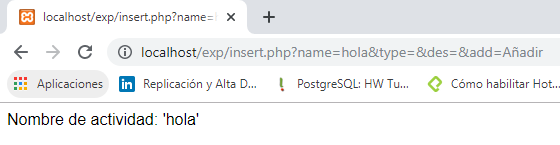 localhost/exp/insert.php?name=h
localhost/exp/insert.php?name=hola&type=&des=&add=Añadir
Aplicaciones
Replicación y Alta D...
PostgreSQL: HW Tu...
Cómo habilitar Hot...
Nombre de actividad: 'hola'